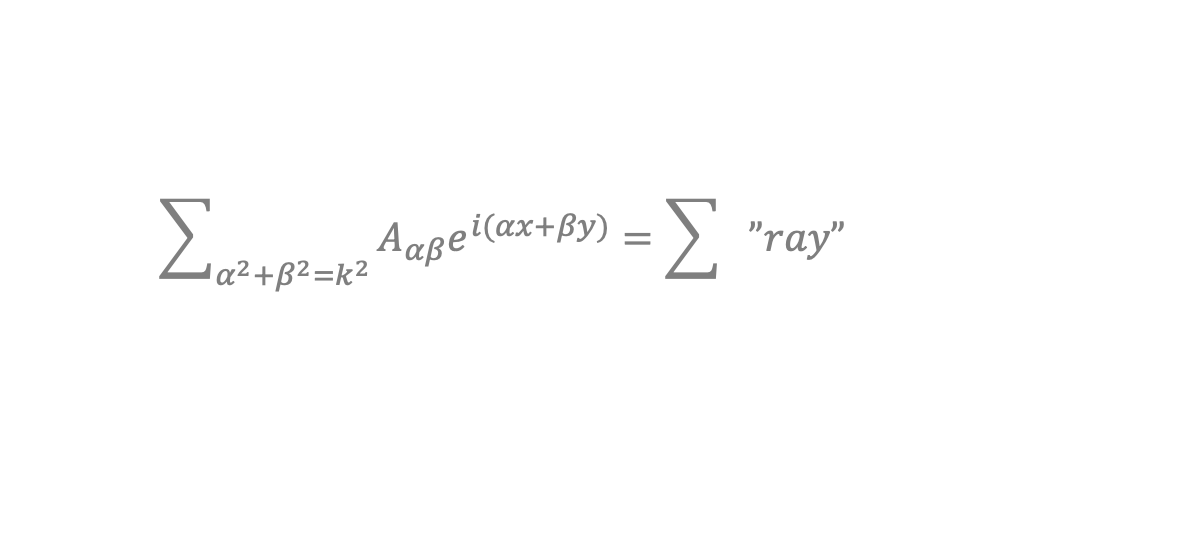 ∑_{α²+β²=k²} A_{αβ}e^{i(αx+βy)} = ∑ ”ray”